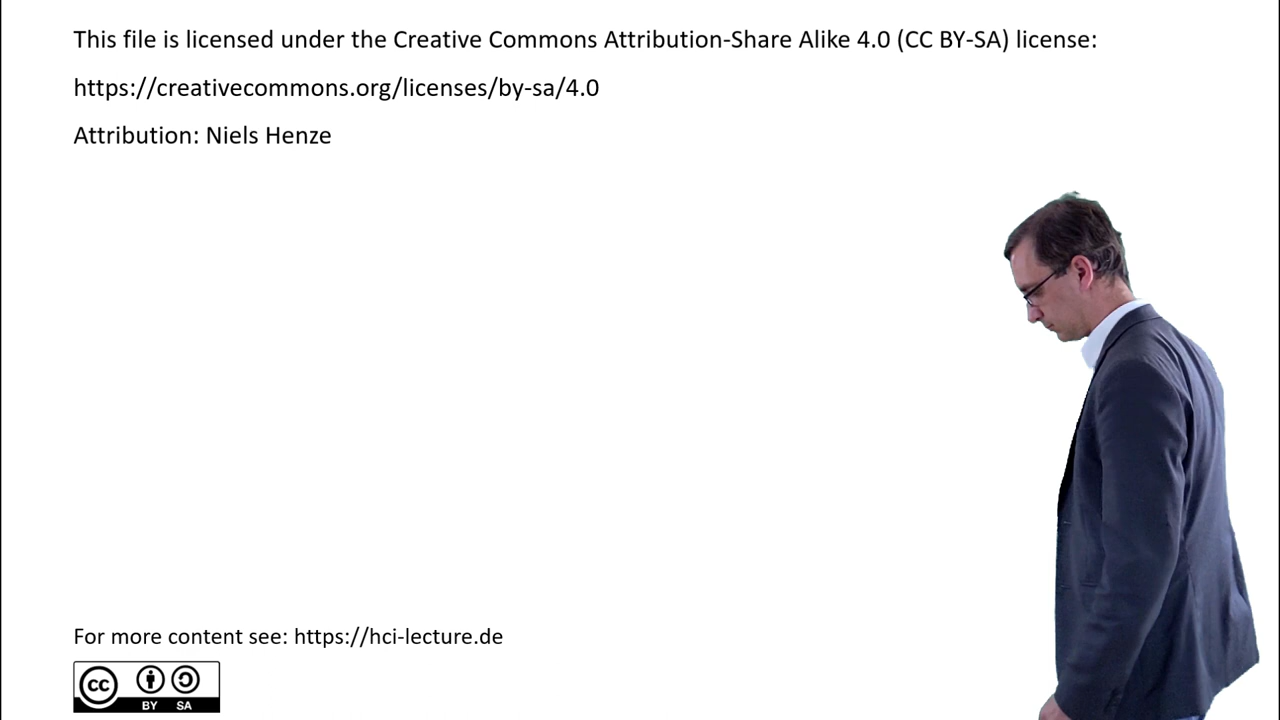 This file is licensed under the Creative Commons Attribution-Share Alike 4.0 (CC BY-SA) license:
https://creativecommons.org/licenses/by-sa/4.0
Attribution: Niels Henze
For more content see: https://hci-lecture.de
cc BY SA